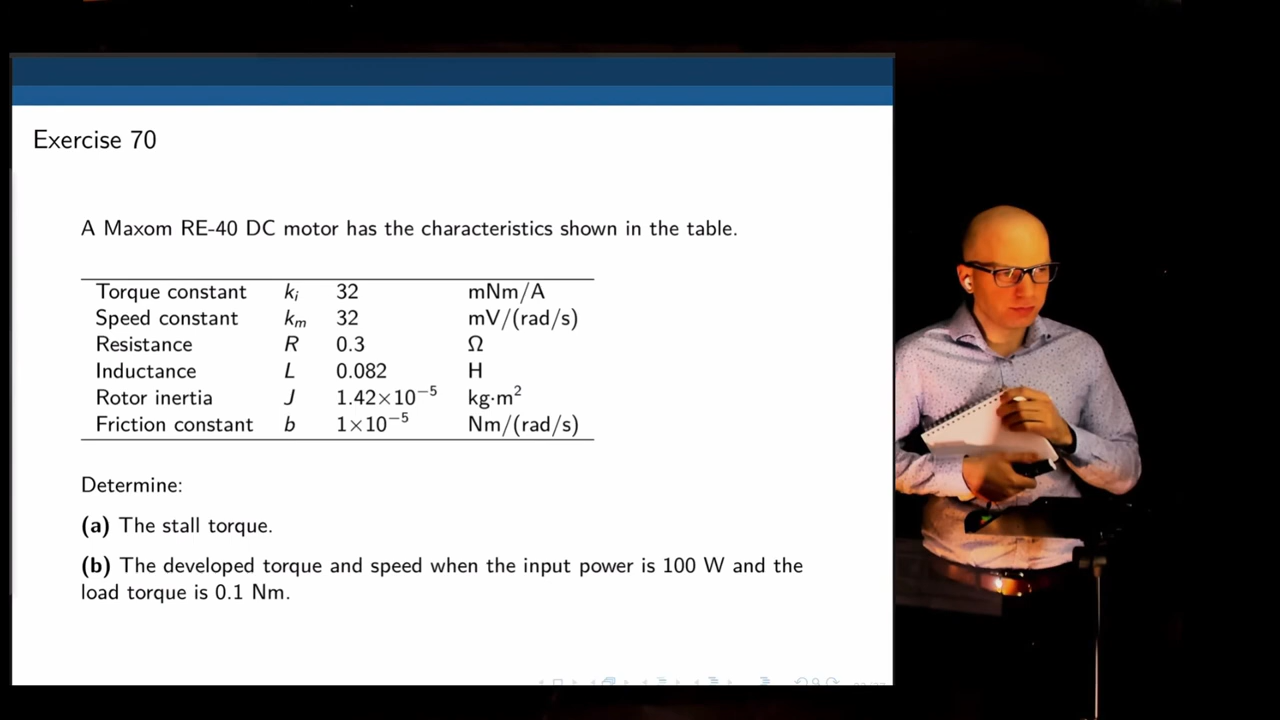 Exercise 70
A Maxom RE-40 DC motor has the characteristics shown in the table.
Torque constant kᵢ 32 mNm/A
Speed constant kₘ 32 mV/(rad/s)
Resistance R 0.3 Ω
Inductance L 0.082 H
Rotor inertia J 1.42×10⁻⁵ kg·m²
Friction constant b 1×10⁻⁵ Nm/(rad/s)
Determine:
(a) The stall torque.
(b) The developed torque and speed when the input power is 100 W and the
load torque is 0.1 Nm.